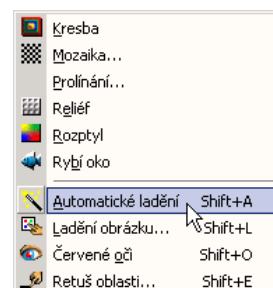 Kresba
Mozaika...
Prolínání...
Reliéf
Rozptyl
Rybí oko
Automatické ladění Shift+A
Ladění obrázku... Shift+L
Červené oči Shift+O
Retuš oblasti... Shift+E